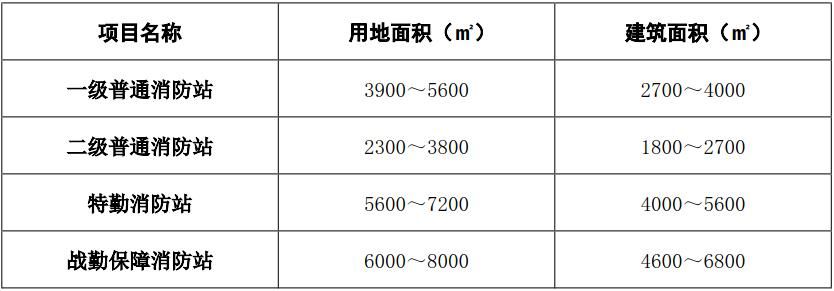 项目名称 用地面积（㎡） 建筑面积（㎡）
一级普通消防站 3900～5600 2700～4000
二级普通消防站 2300～3800 1800～2700
特勤消防站 5600～7200 4000～5600
战勤保障消防站 6000～8000 4600～6800